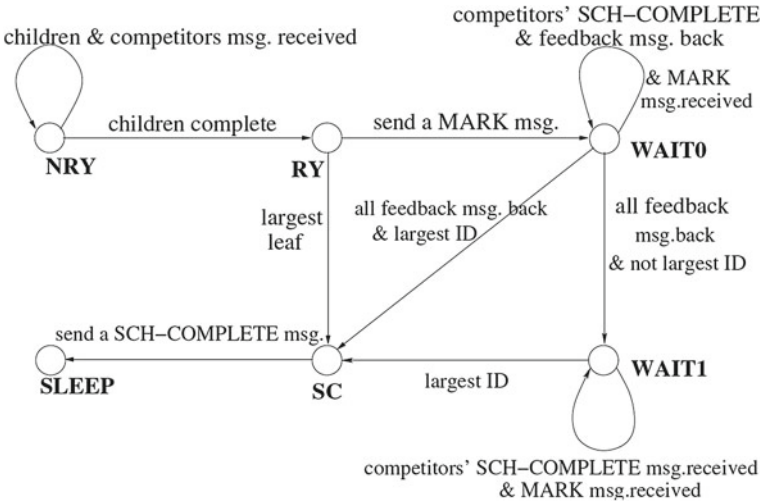 competitors' SCH−COMPLETE
& feedback msg. back
children & competitors msg. received
& MARK
msg.received
children complete
send a MARK msg.
NRY
RY
WAIT0
largest
leaf
all feedback msg. back
& largest ID
all feedback
msg.back
& not largest ID
send a SCH−COMPLETE msg.
SLEEP
SC
largest ID
WAIT1
competitors' SCH−COMPLETE msg.received
& MARK msg.received